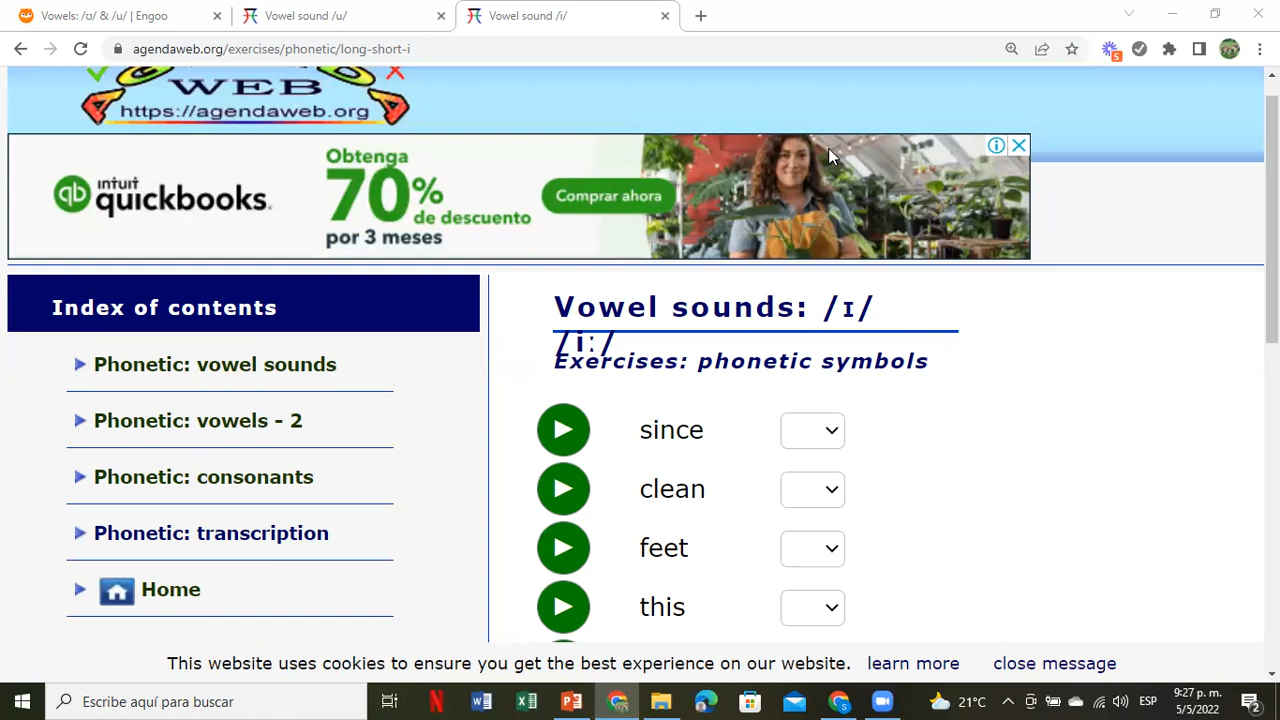 Vowels: /ʊ/ & /u/ | Engoo
Vowel sound /u/
Vowel sound /i/
agendaweb.org/exercises/phonetic/long-short-i
5
WEB
https://agendaweb.org
intuit
quickbooks.
Obtenga
70%
de descuento
por 3 meses
Comprar ahora
Index of contents
Phonetic: vowel sounds
Phonetic: vowels - 2
Phonetic: consonants
Phonetic: transcription
Home
Vowel sounds: /ɪ/
/iː/
Exercises: phonetic symbols
since
clean
feet
this
This website uses cookies to ensure you get the best experience on our website. learn more close message
Escribe aquí para buscar
21°C
ESP
9:27 p. m.
5/5/2022
2